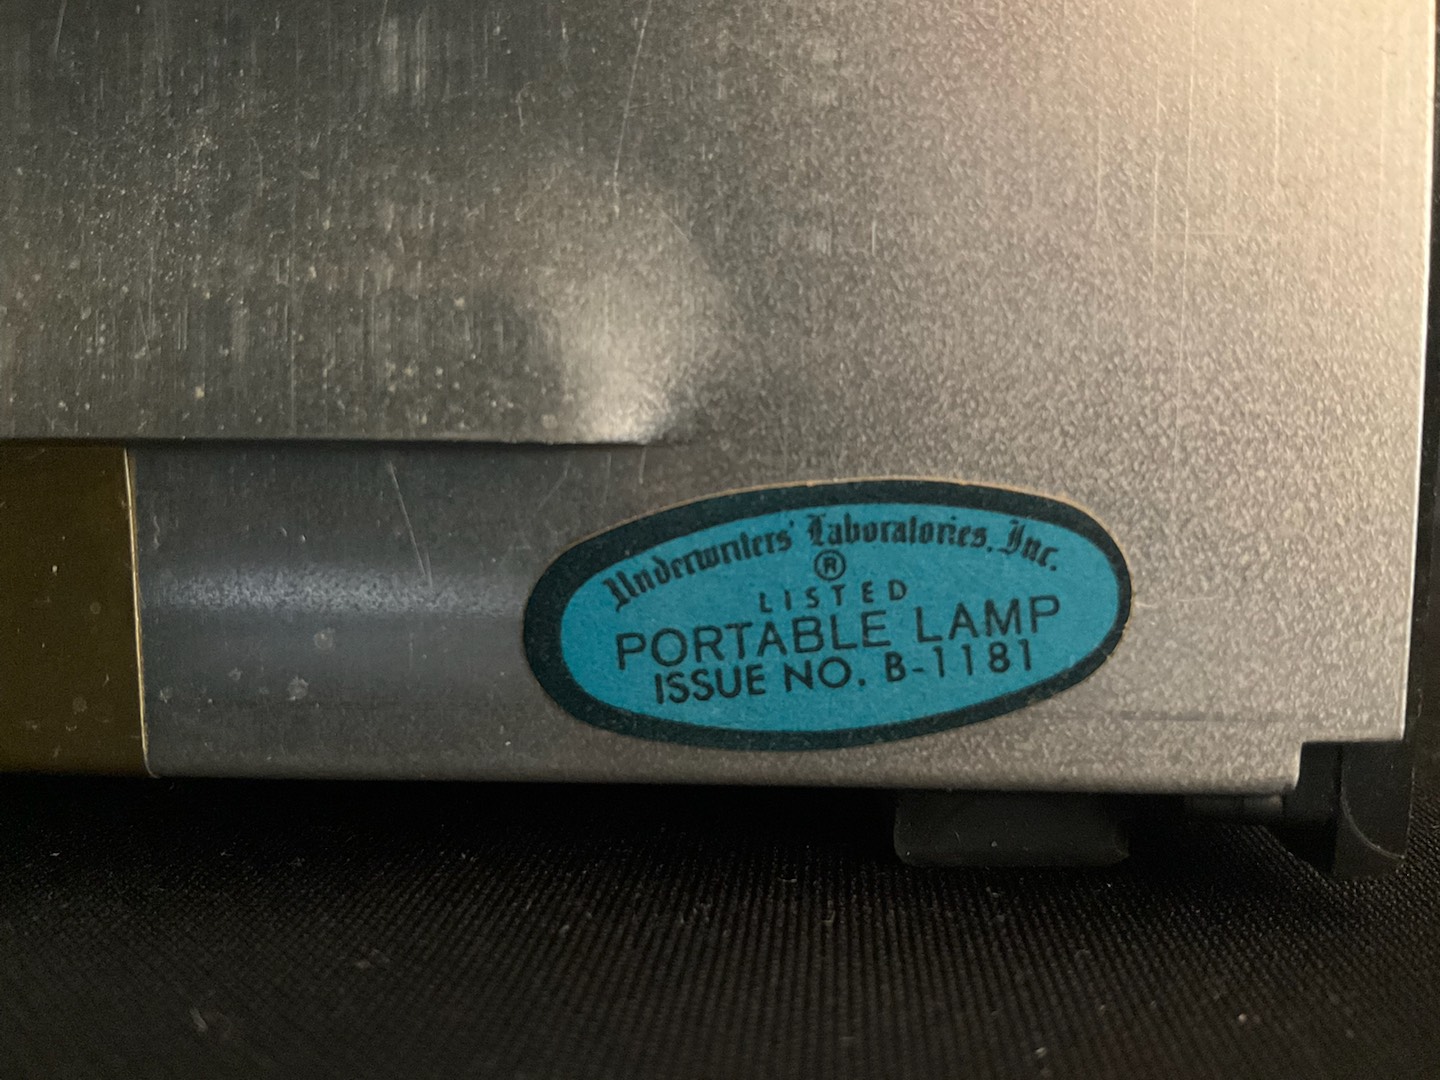 Underwriters' Laboratories, Inc.
®
LISTED
PORTABLE LAMP
ISSUE NO. B-1181